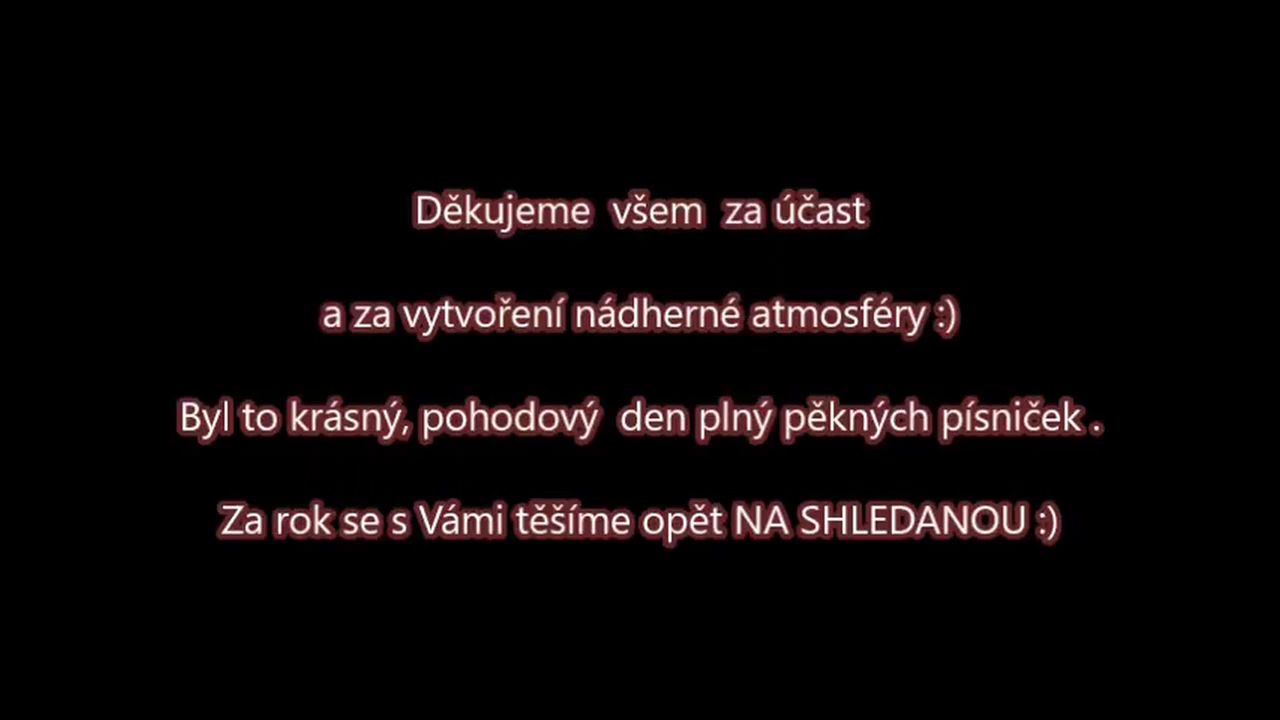 Děkujeme  všem  za účast
a za vytvoření nádherné atmosféry :)
Byl to krásný, pohodový  den plný pěkných písniček .
Za rok se s Vámi těšíme opět NA SHLEDANOU :)